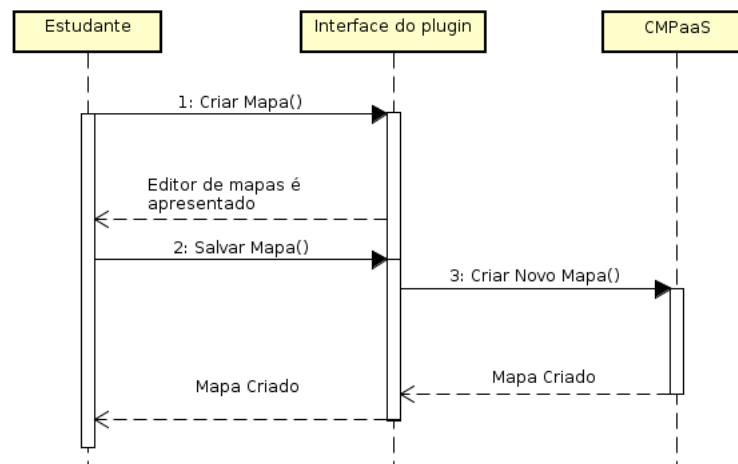 Estudante
Interface do plugin
CMPaaS
1: Criar Mapa()
Editor de mapas é
apresentado
2: Salvar Mapa()
3: Criar Novo Mapa()
Mapa Criado
Mapa Criado